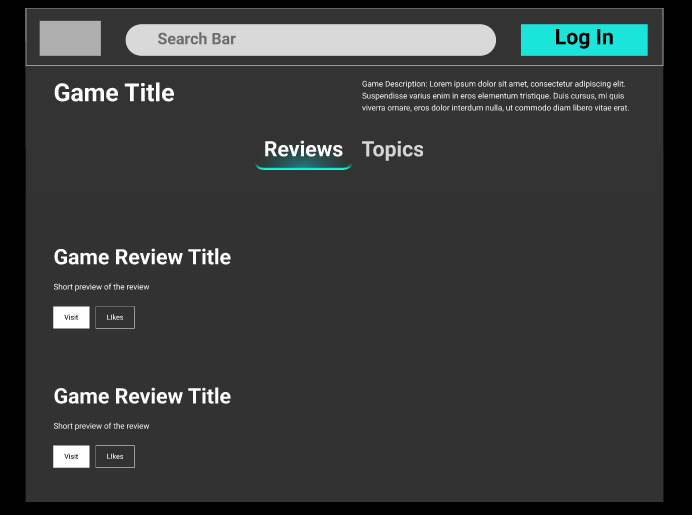 Search Bar
Log In
Game Title
Game Description: Lorem ipsum dolor sit amet, consectetur adipiscing elit.
Suspendisse varius enim in eros elementum tristique. Duis cursus, mi quis
viverra ornare, eros dolor interdum nulla, ut commodo diam libero vitae erat.
Reviews
Topics
Game Review Title
Short preview of the review
Visit
LIkes
Game Review Title
Short preview of the review
Visit
LIkes